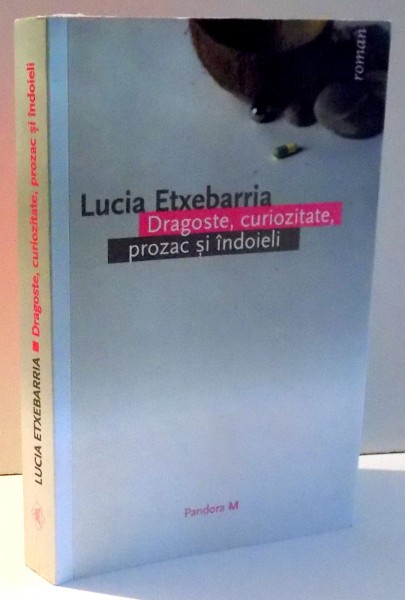 roman
Lucia Etxebarria
Dragoste, curiozitate,
prozac și îndoieli
Pandora M
LUCIA ETXEBARRIA ■ Dragoste, curiozitate, prozac și îndoieli